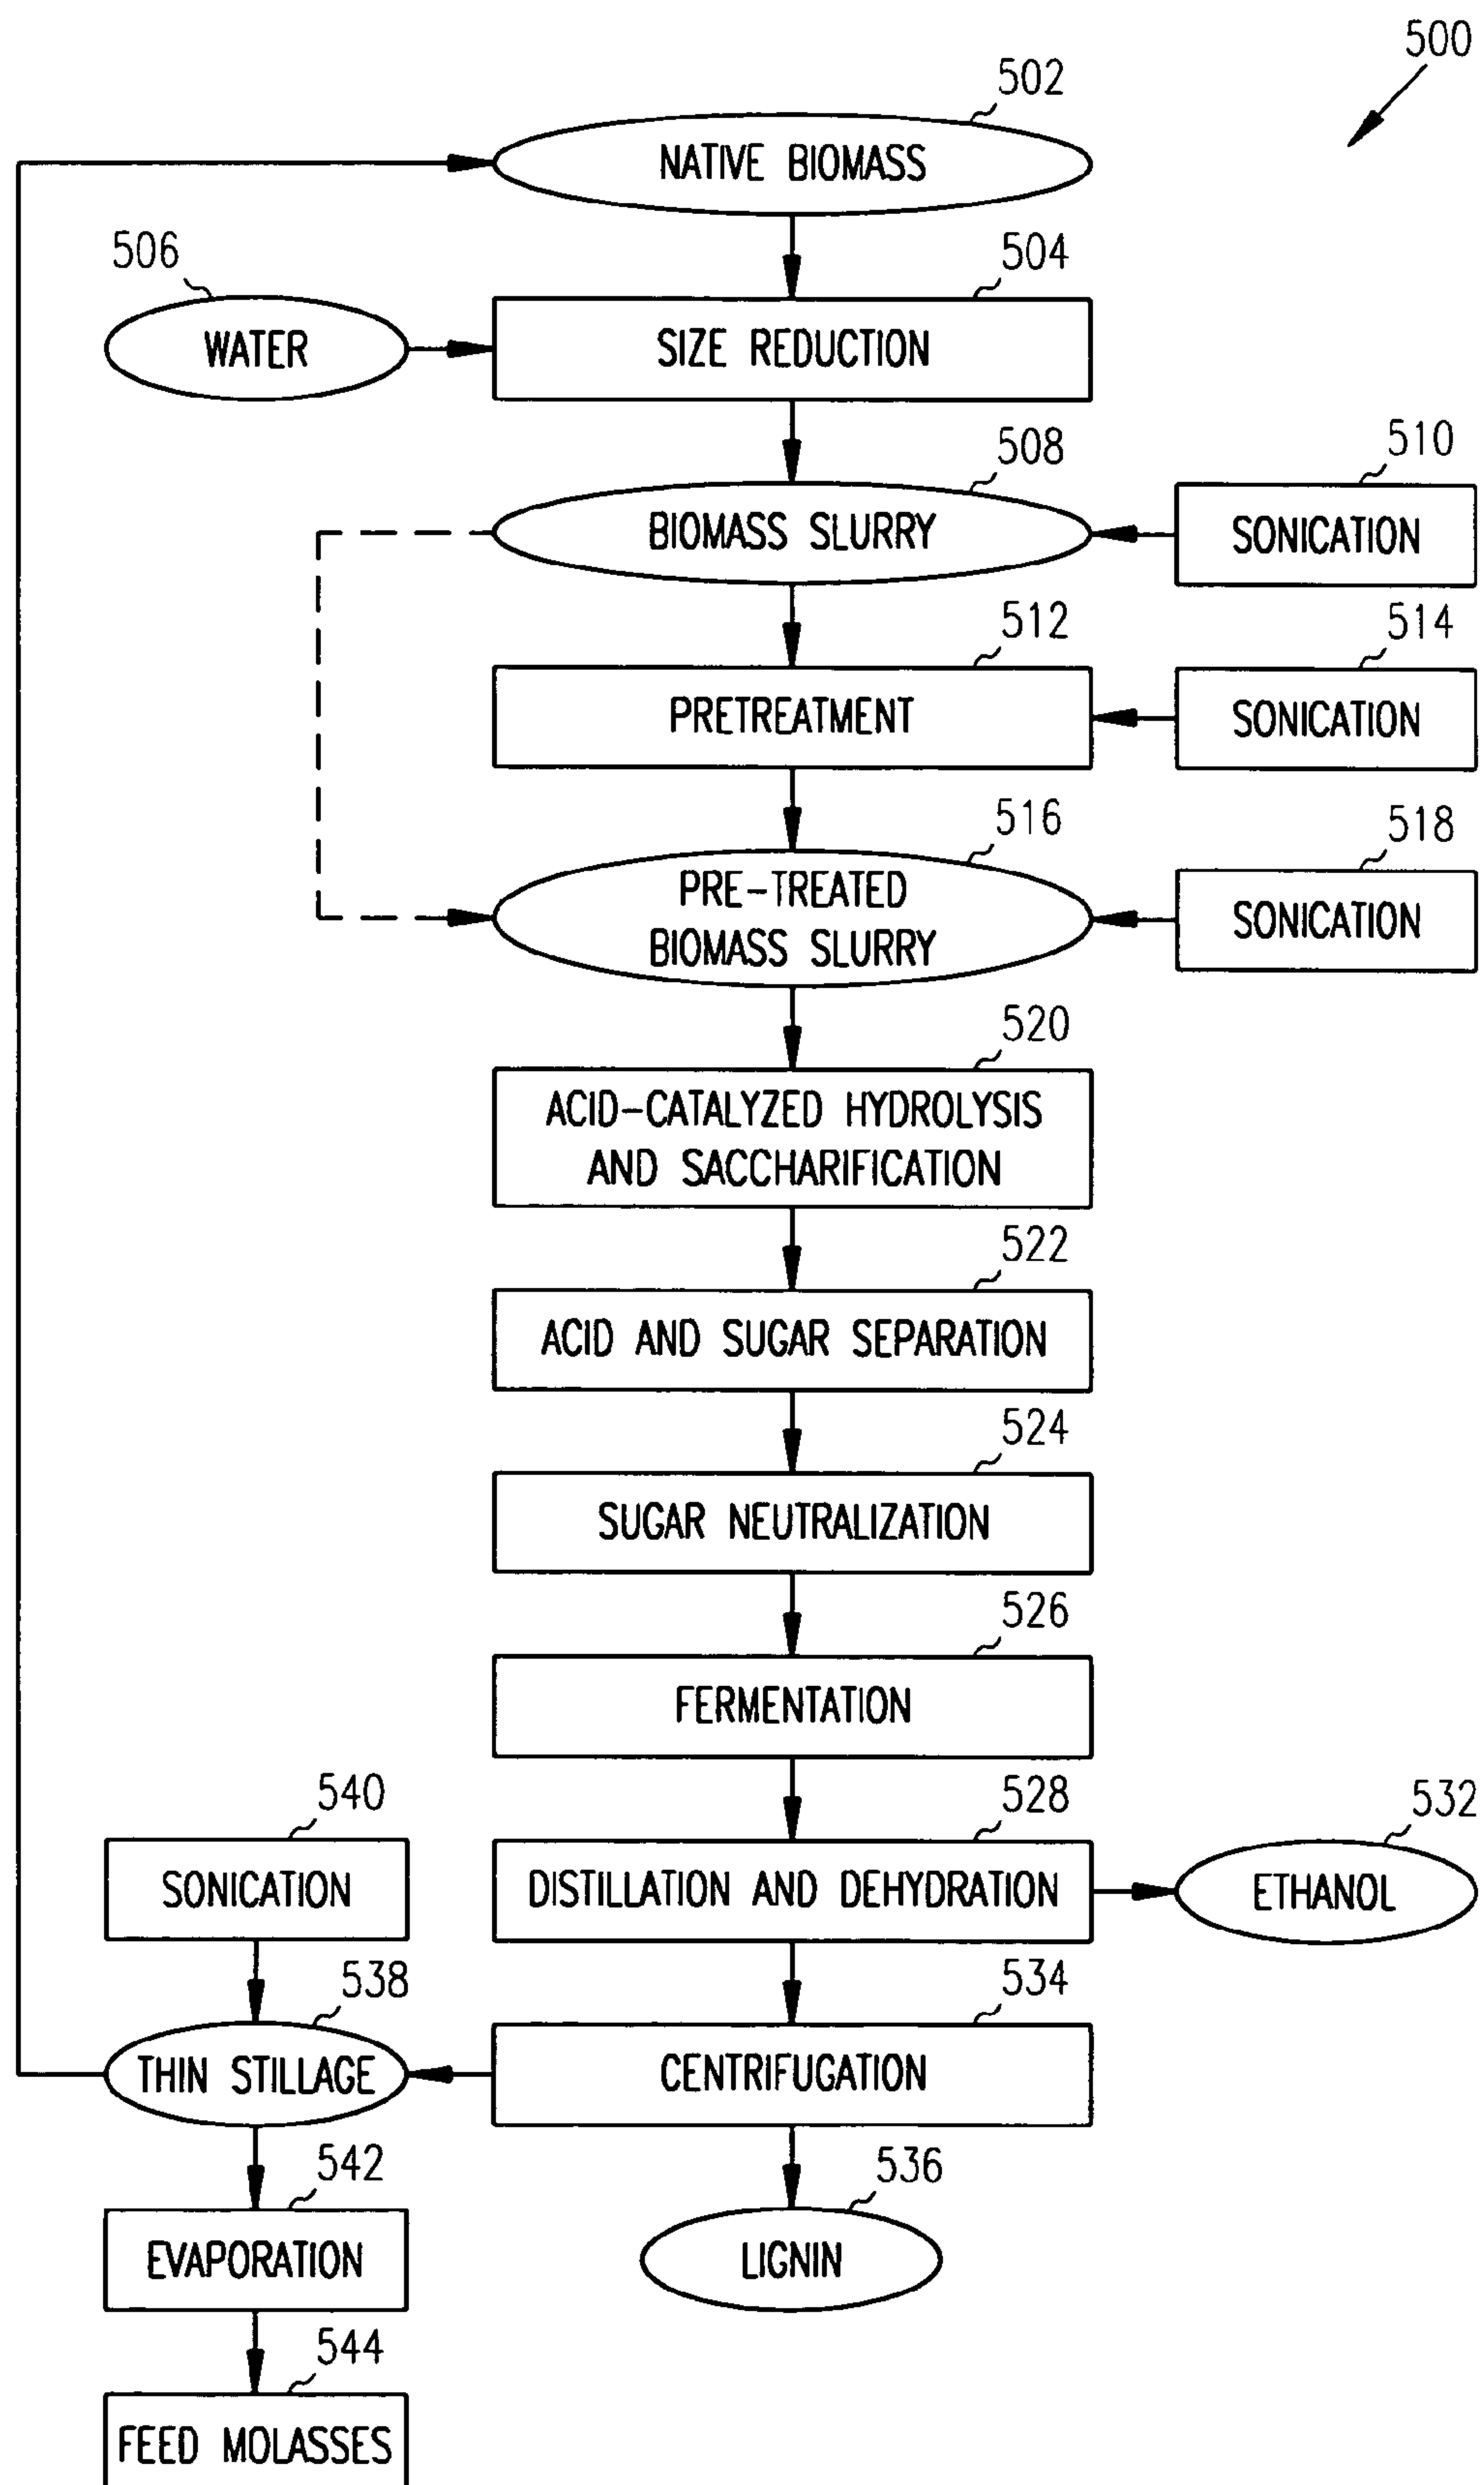 500
502
NATIVE BIOMASS
506
504
WATER
SIZE REDUCTION
508
510
BIOMASS SLURRY
SONICATION
512
514
PRETREATMENT
SONICATION
516
518
PRE-TREATED
BIOMASS SLURRY
SONICATION
520
ACID-CATALYZED HYDROLYSIS
AND SACCHARIFICATION
522
ACID AND SUGAR SEPARATION
524
SUGAR NEUTRALIZATION
526
FERMENTATION
540
528
532
SONICATION
DISTILLATION AND DEHYDRATION
ETHANOL
538
534
THIN STILLAGE
CENTRIFUGATION
542
536
EVAPORATION
LIGNIN
544
FEED MOLASSES